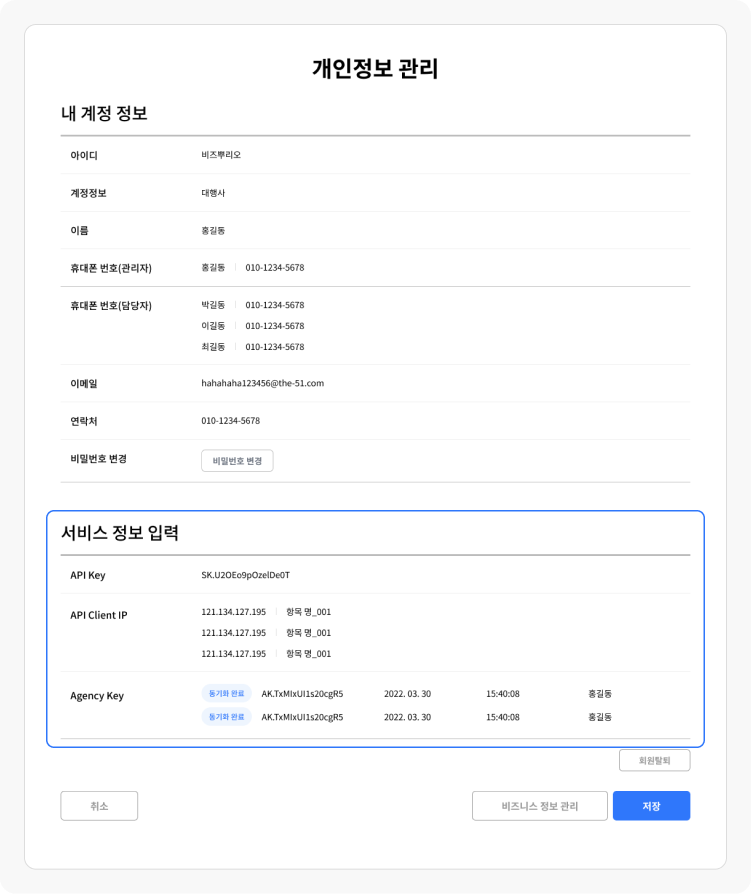 개인정보 관리
내 계정 정보
아이디 비즈뿌리오
계정정보 대행사
이름 홍길동
휴대폰 번호(관리자) 홍길동 010-1234-5678
휴대폰 번호(담당자) 박길동 010-1234-5678
이길동 010-1234-5678
최길동 010-1234-5678
이메일 hahahaha123456@the-51.com
연락처 010-1234-5678
비밀번호 변경 비밀번호 변경
서비스 정보 입력
API Key SK.U2OEo9pOzelDe0T
API Client IP 121.134.127.195 항목 명_001
121.134.127.195 항목 명_001
121.134.127.195 항목 명_001
Agency Key 동기화 완료 AK.TxMIxUI1s20cgR5 2022. 03. 30 15:40:08 홍길동
동기화 완료 AK.TxMIxUI1s20cgR5 2022. 03. 30 15:40:08 홍길동
회원탈퇴
취소 비즈니스 정보 관리 저장